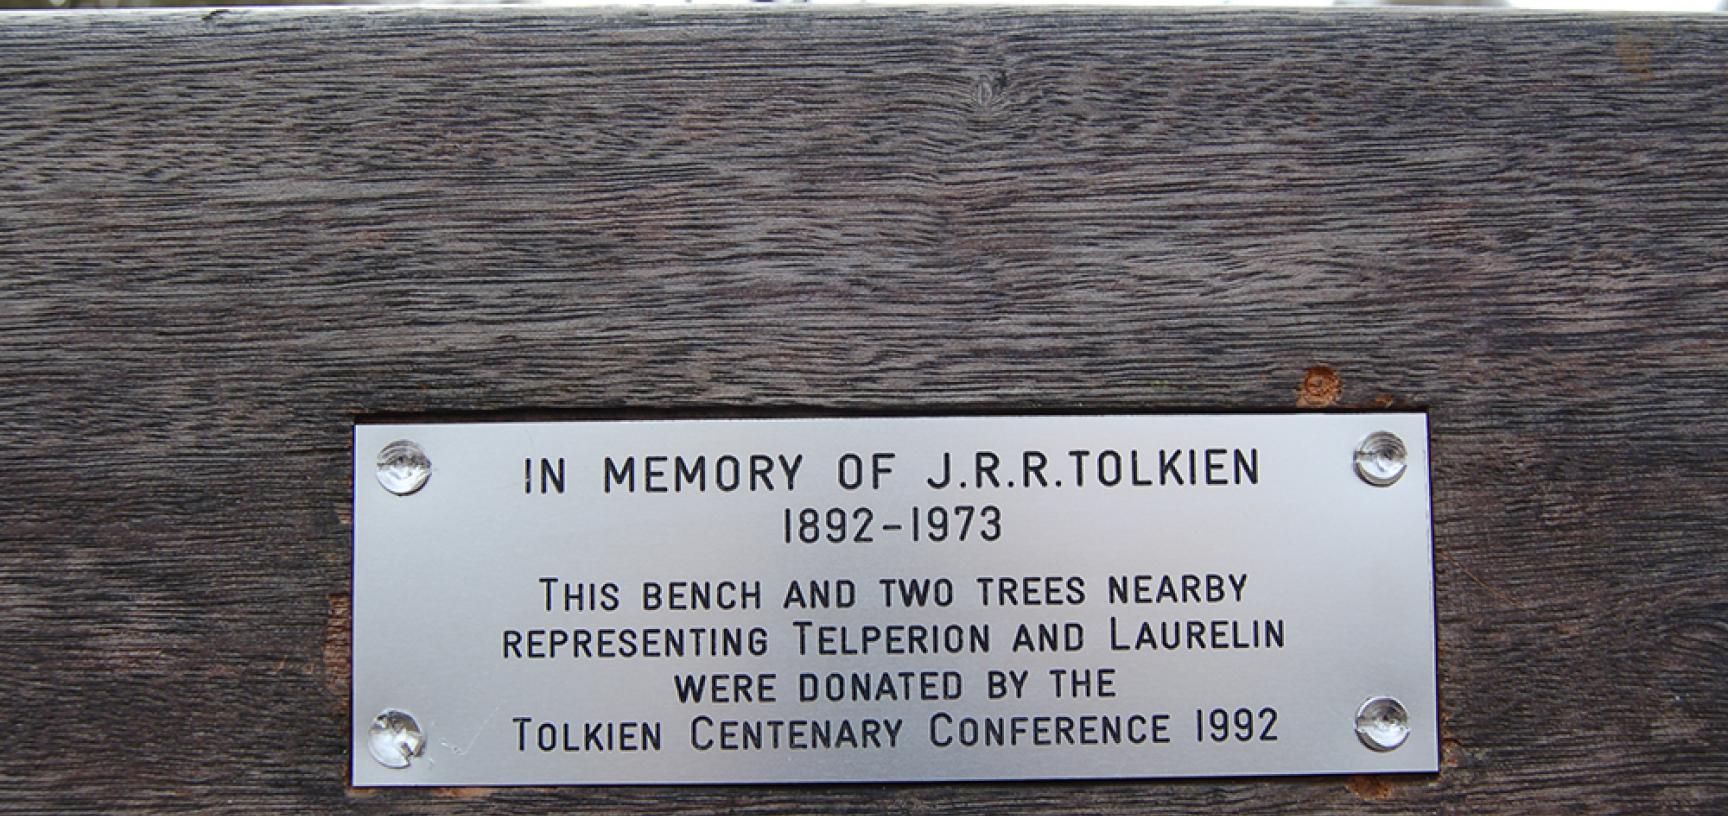 IN MEMORY OF J.R.R.TOLKIEN
1892-1973
THIS BENCH AND TWO TREES NEARBY
REPRESENTING TELPERION AND LAURELIN
WERE DONATED BY THE
TOLKIEN CENTENARY CONFERENCE 1992